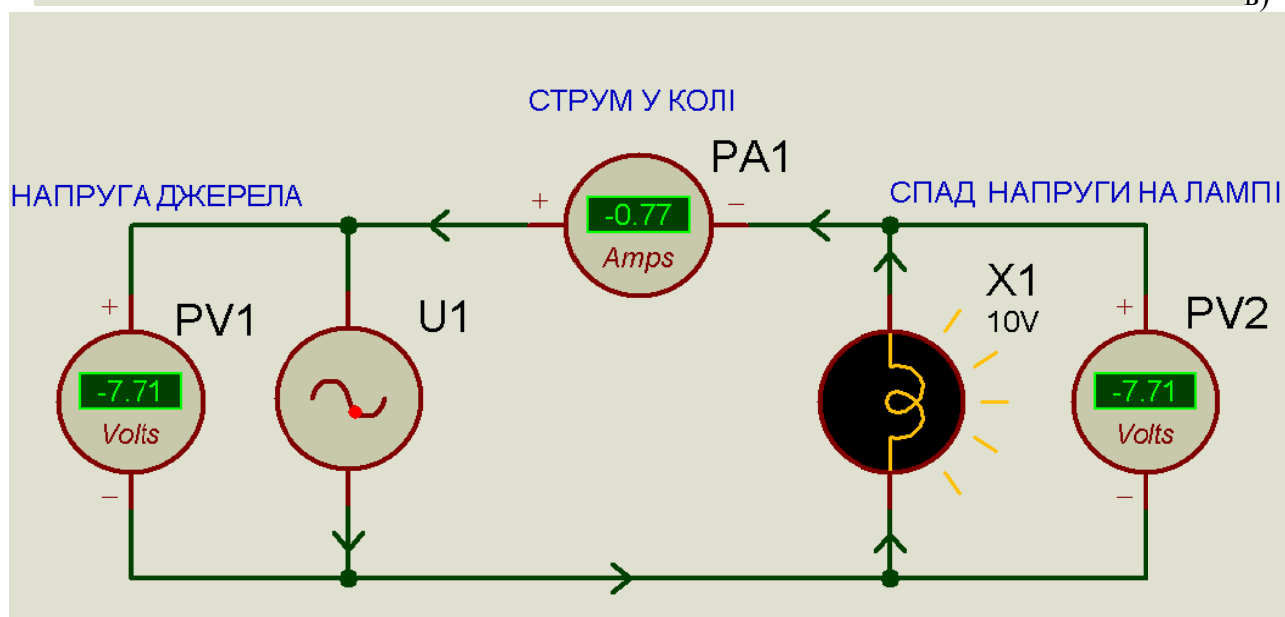 в)
СТРУМ У КОЛІ
PA1
НАПРУГА ДЖЕРЕЛА
СПАД НАПРУГИ НА ЛАМПІ
+
-0.77
Amps
−
X1
10V
+
PV1
U1
+
PV2
-7.71
Volts
−
-7.71
Volts
−